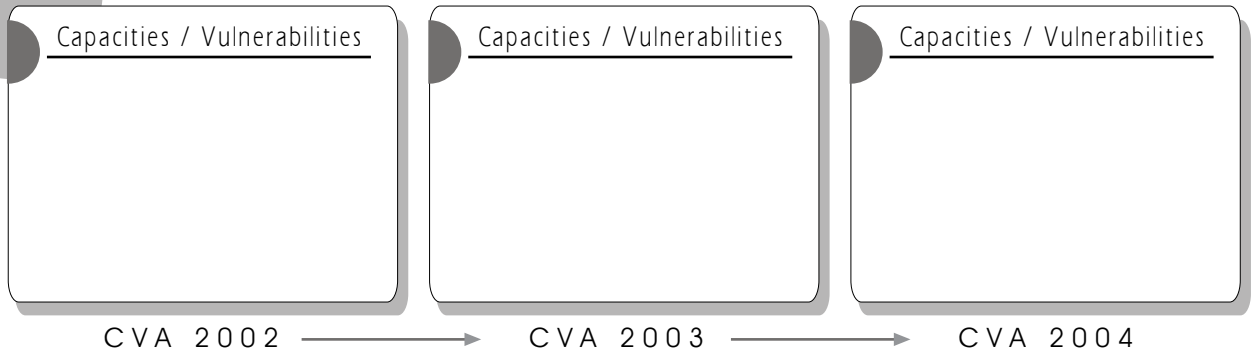 Capacities / Vulnerabilities
Capacities / Vulnerabilities
Capacities / Vulnerabilities
CVA 2002
CVA 2003
CVA 2004